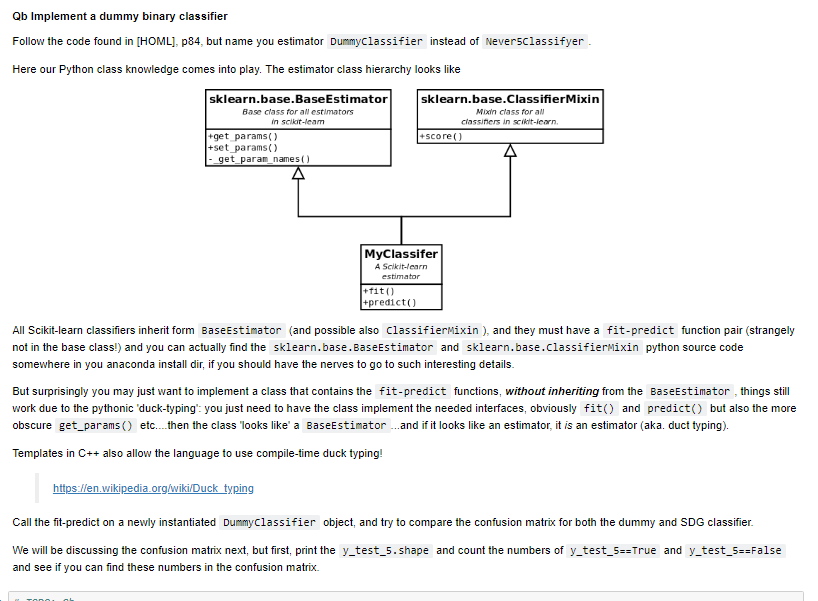 Qb Implement a dummy binary classifier
Follow the code found in [HOML], p84, but name you estimator DummyClassifier instead of Never5Classifyer .
Here our Python class knowledge comes into play. The estimator class hierarchy looks like
sklearn.base.BaseEstimator
Base class for all estimators
in scikit-learn
+get_params()
+set_params()
-_get_param_names()
sklearn.base.ClassifierMixin
Mixin class for all
classifiers in scikit-learn.
+score()
MyClassifer
A Scikit-learn
estimator
+fit()
+predict()
All Scikit-learn classifiers inherit form BaseEstimator (and possible also ClassifierMixin ), and they must have a fit-predict function pair (strangely
not in the base class!) and you can actually find the sklearn.base.BaseEstimator and sklearn.base.ClassifierMixin python source code
somewhere in you anaconda install dir, if you should have the nerves to go to such interesting details.
But surprisingly you may just want to implement a class that contains the fit-predict functions, without inheriting from the BaseEstimator , things still
work due to the pythonic 'duck-typing': you just need to have the class implement the needed interfaces, obviously fit() and predict() but also the more
obscure get_params() etc....then the class 'looks like' a BaseEstimator ...and if it looks like an estimator, it is an estimator (aka. duct typing).
Templates in C++ also allow the language to use compile-time duck typing!
https://en.wikipedia.org/wiki/Duck_typing
Call the fit-predict on a newly instantiated DummyClassifier object, and try to compare the confusion matrix for both the dummy and SDG classifier.
We will be discussing the confusion matrix next, but first, print the y_test_5.shape and count the numbers of y_test_5==True and y_test_5==False
and see if you can find these numbers in the confusion matrix.
# TODO: Qb